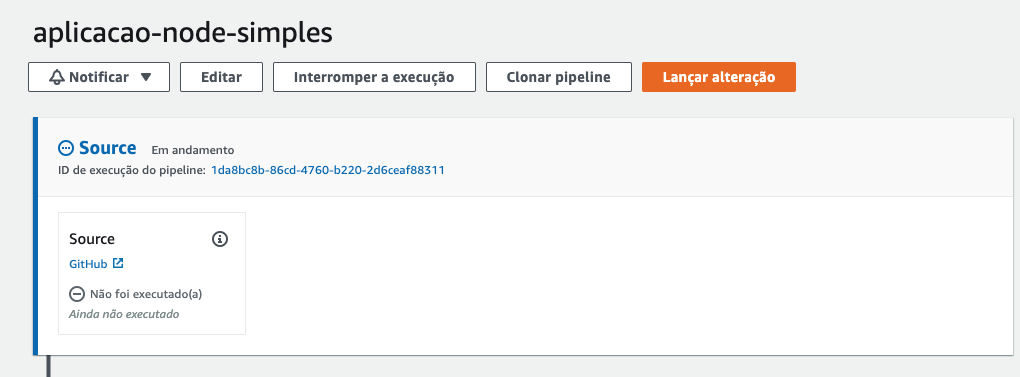 aplicacao-node-simples
Notificar
Editar
Interromper a execução
Clonar pipeline
Lançar alteração
Source Em andamento
ID de execução do pipeline: 1da8bc8b-86cd-4760-b220-2d6ceaf88311
Source
GitHub
Não foi executado(a)
Ainda não executado